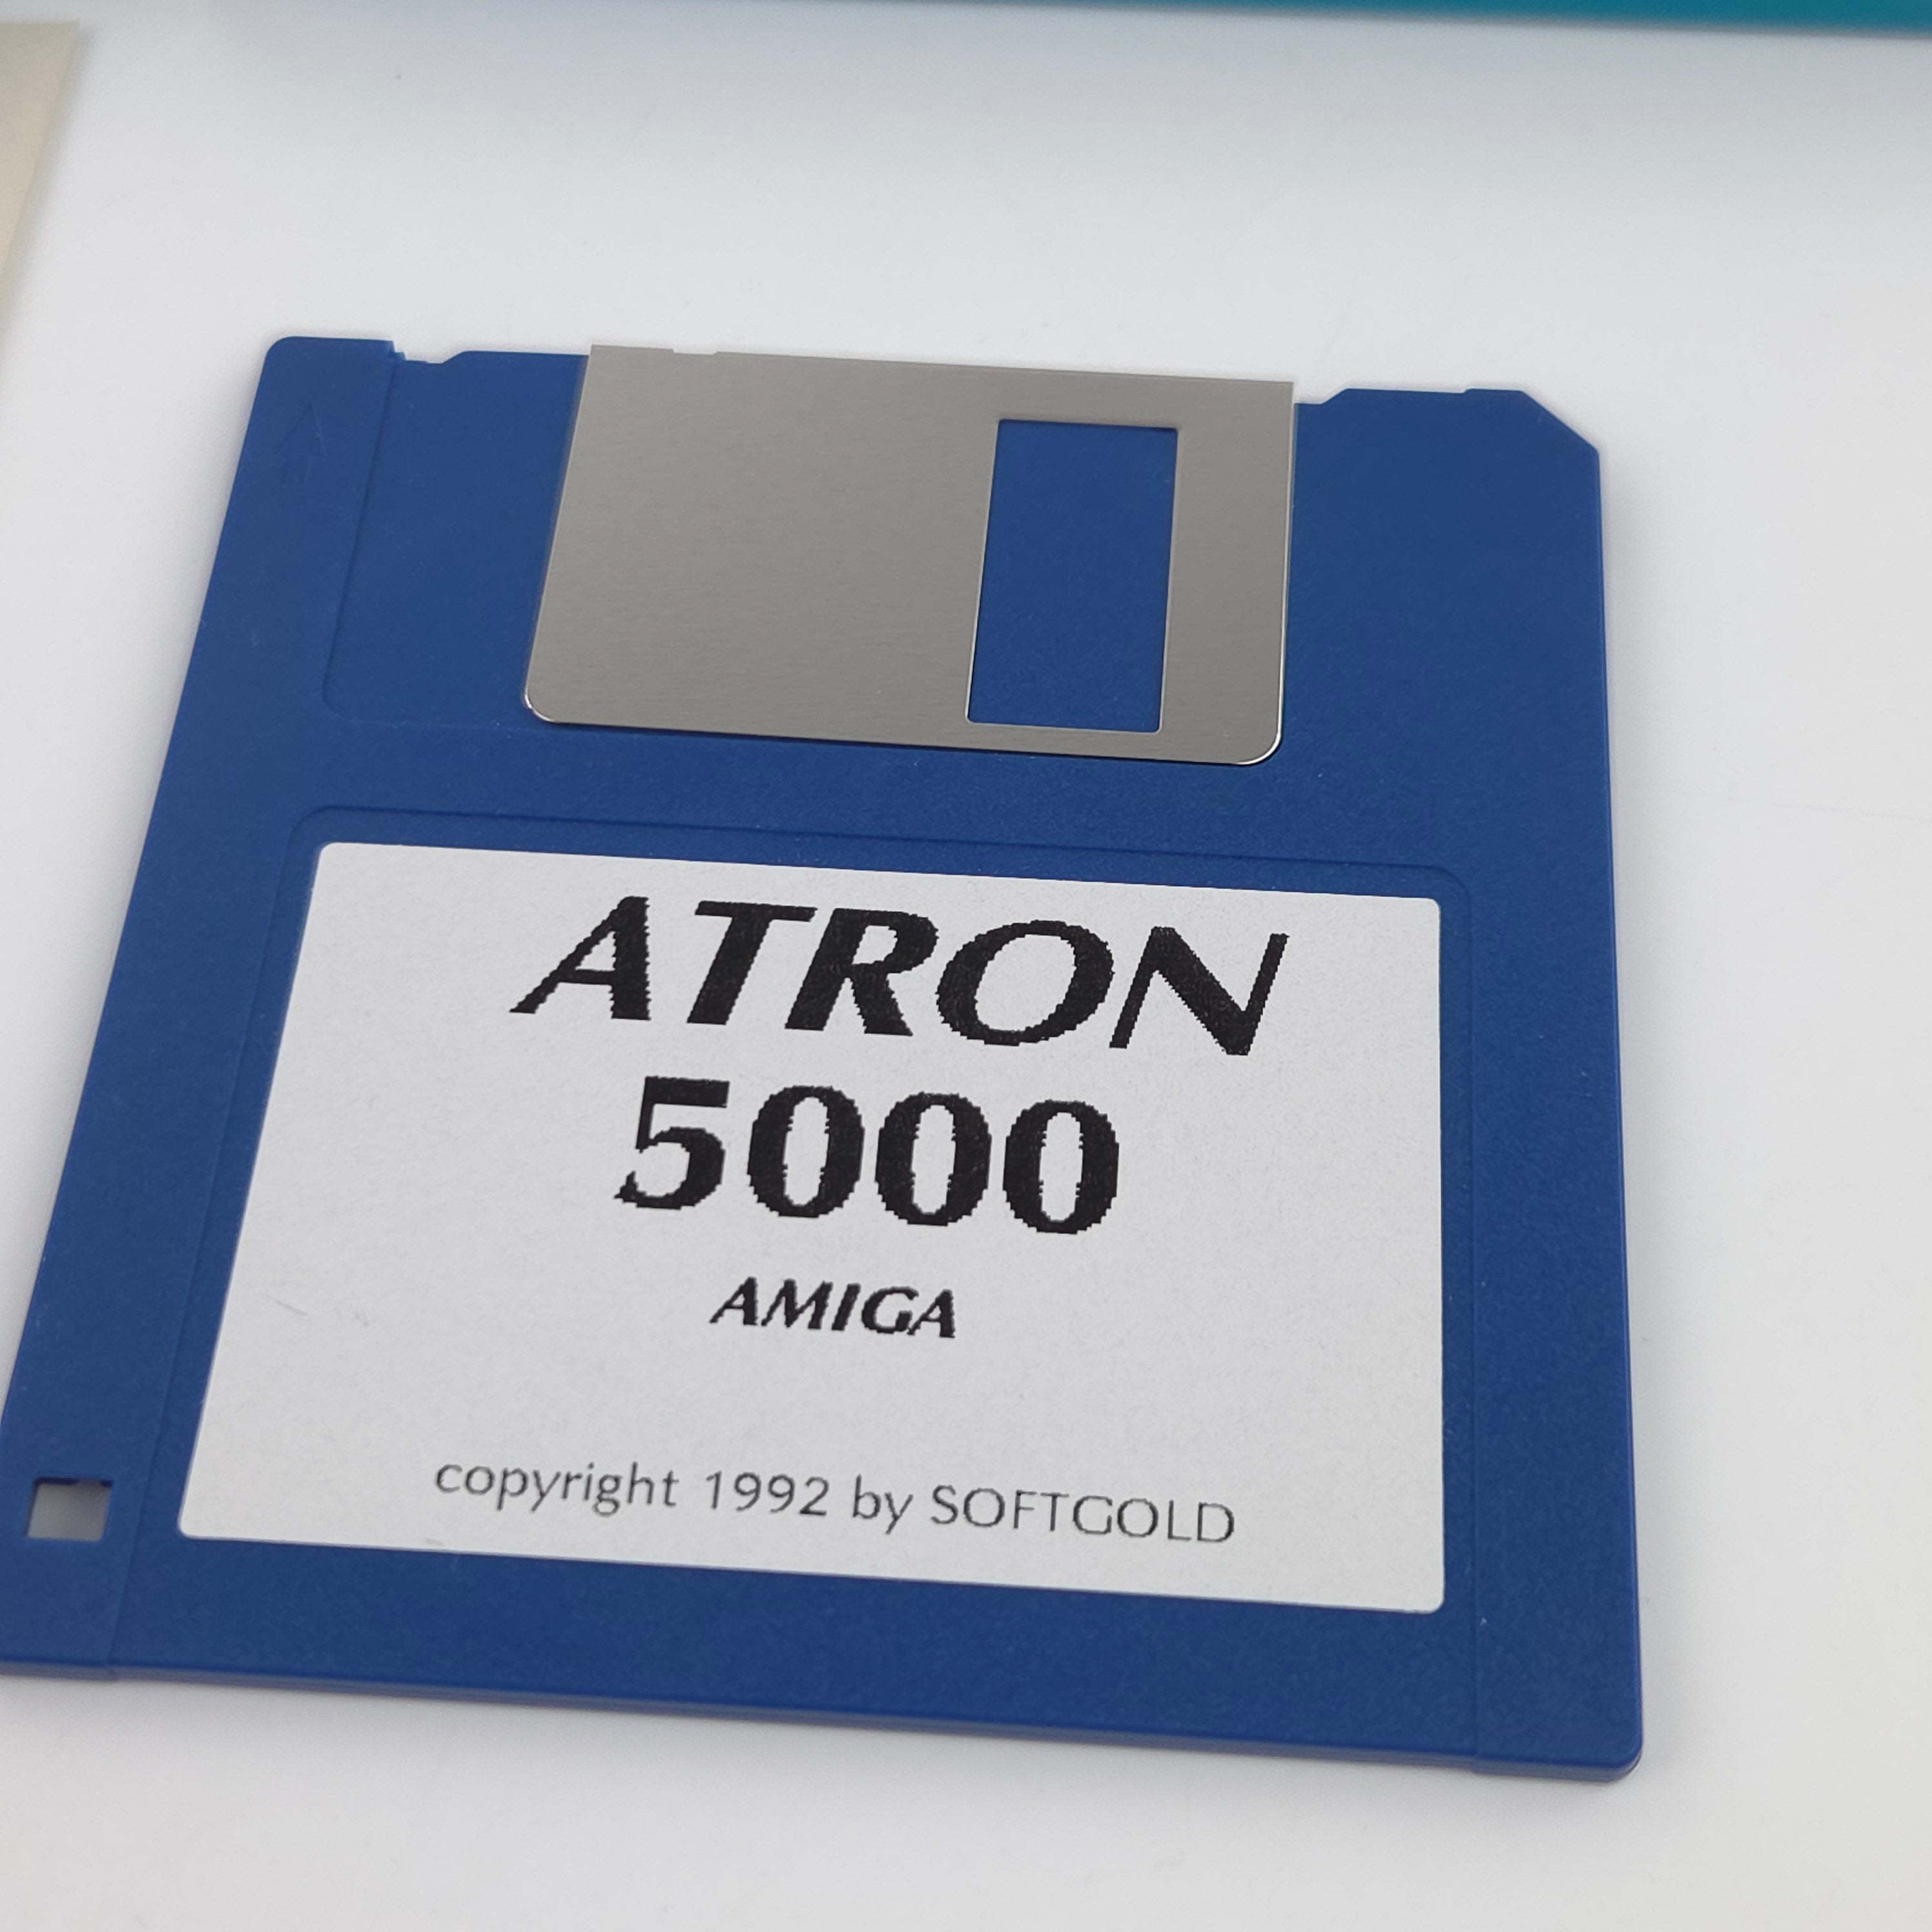 ATRON
5000
AMIGA
copyright 1992 by SOFTGOLD